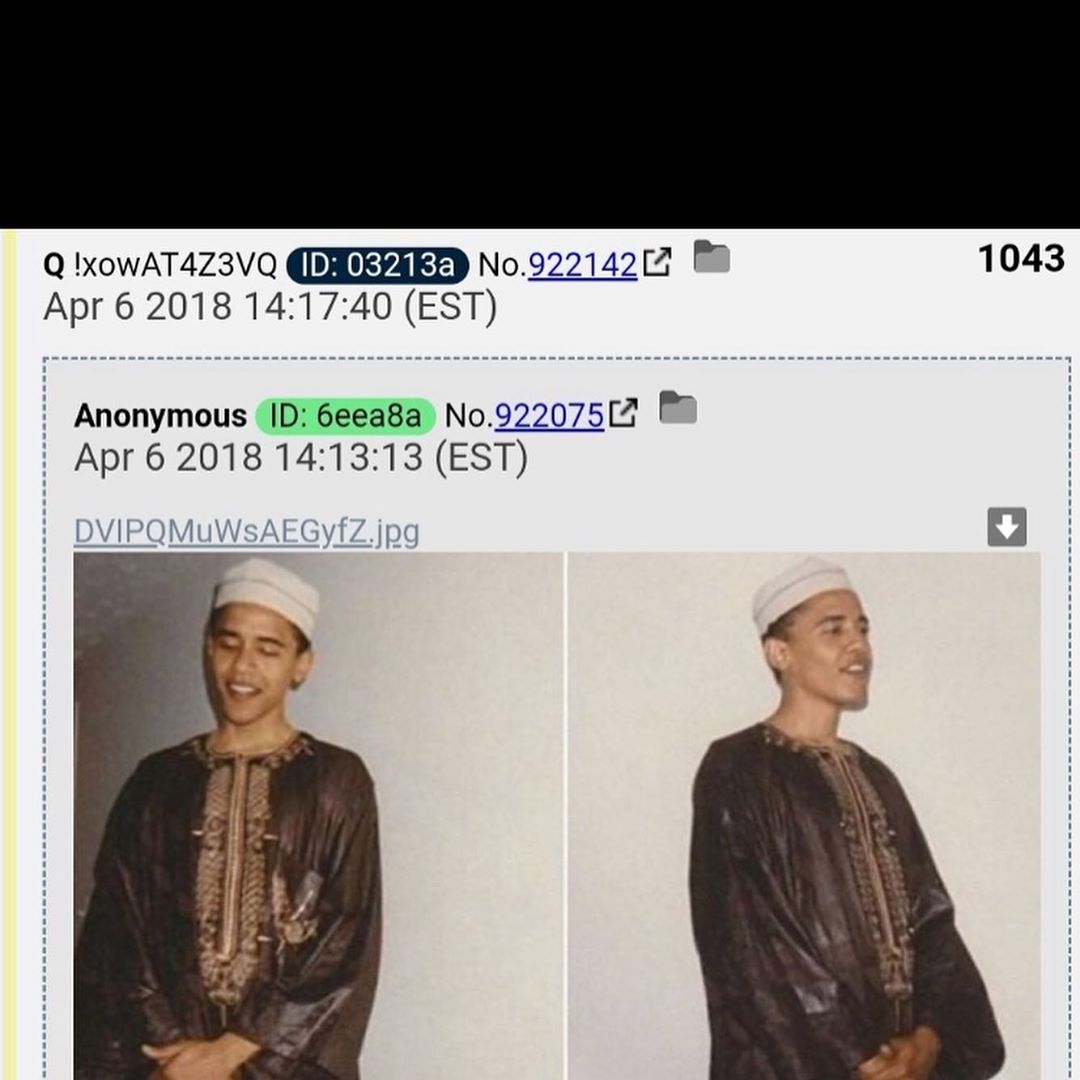 Q !xowAT4Z3VQ ID: 03213a No.922142 1043
Apr 6 2018 14:17:40 (EST)
Anonymous ID: 6eea8a No.922075
Apr 6 2018 14:13:13 (EST)
DVIPQMuWsAEGyfZ.jpg